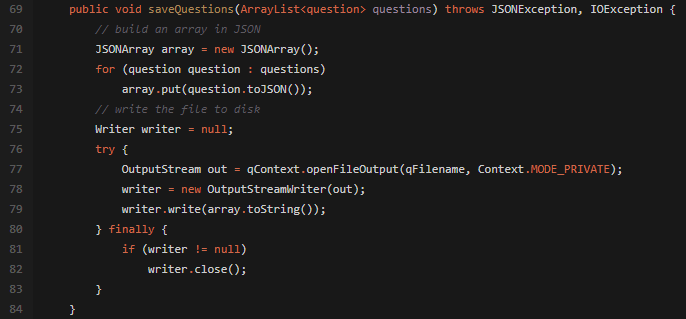 69 public void saveQuestions(ArrayList<question> questions) throws JSONException, IOException {
70 // build an array in JSON
71 JSONArray array = new JSONArray();
72 for (question question : questions)
73 array.put(question.toJSON());
74 // write the file to disk
75 Writer writer = null;
76 try {
77 OutputStream out = qContext.openFileOutput(qFilename, Context.MODE_PRIVATE);
78 writer = new OutputStreamWriter(out);
79 writer.write(array.toString());
80 } finally {
81 if (writer != null)
82 writer.close();
83 }
84 }